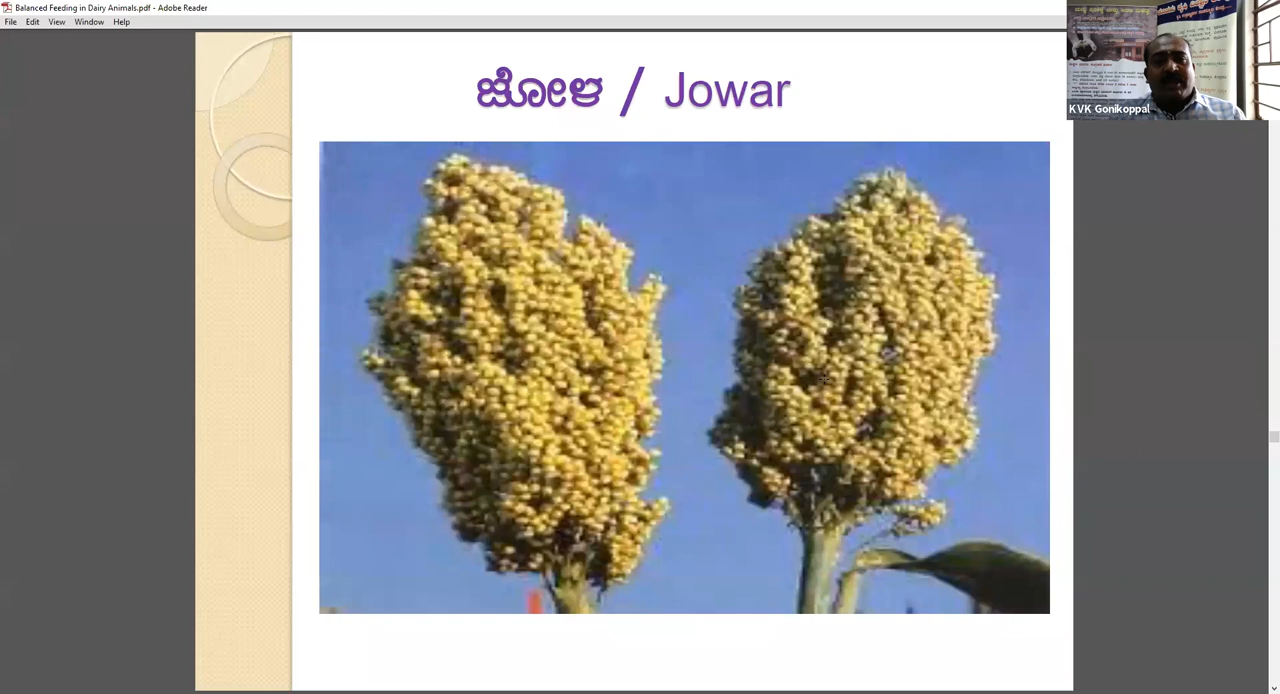 Balanced Feeding in Dairy Animals.pdf - Adobe Reader
File Edit View Window Help
ಜೋಳ / Jowar
KVK Gonikoppal